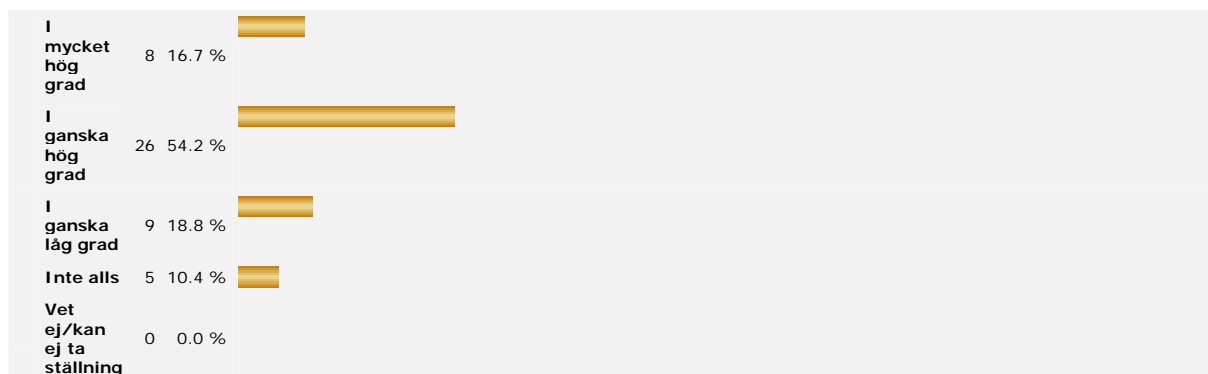 I
mycket
hög
grad
8 16.7 %
I
ganska
hög
grad
26 54.2 %
I
ganska
låg grad
9 18.8 %
Inte alls 5 10.4 %
Vet
ej/kan
ej ta
ställning
0 0.0 %